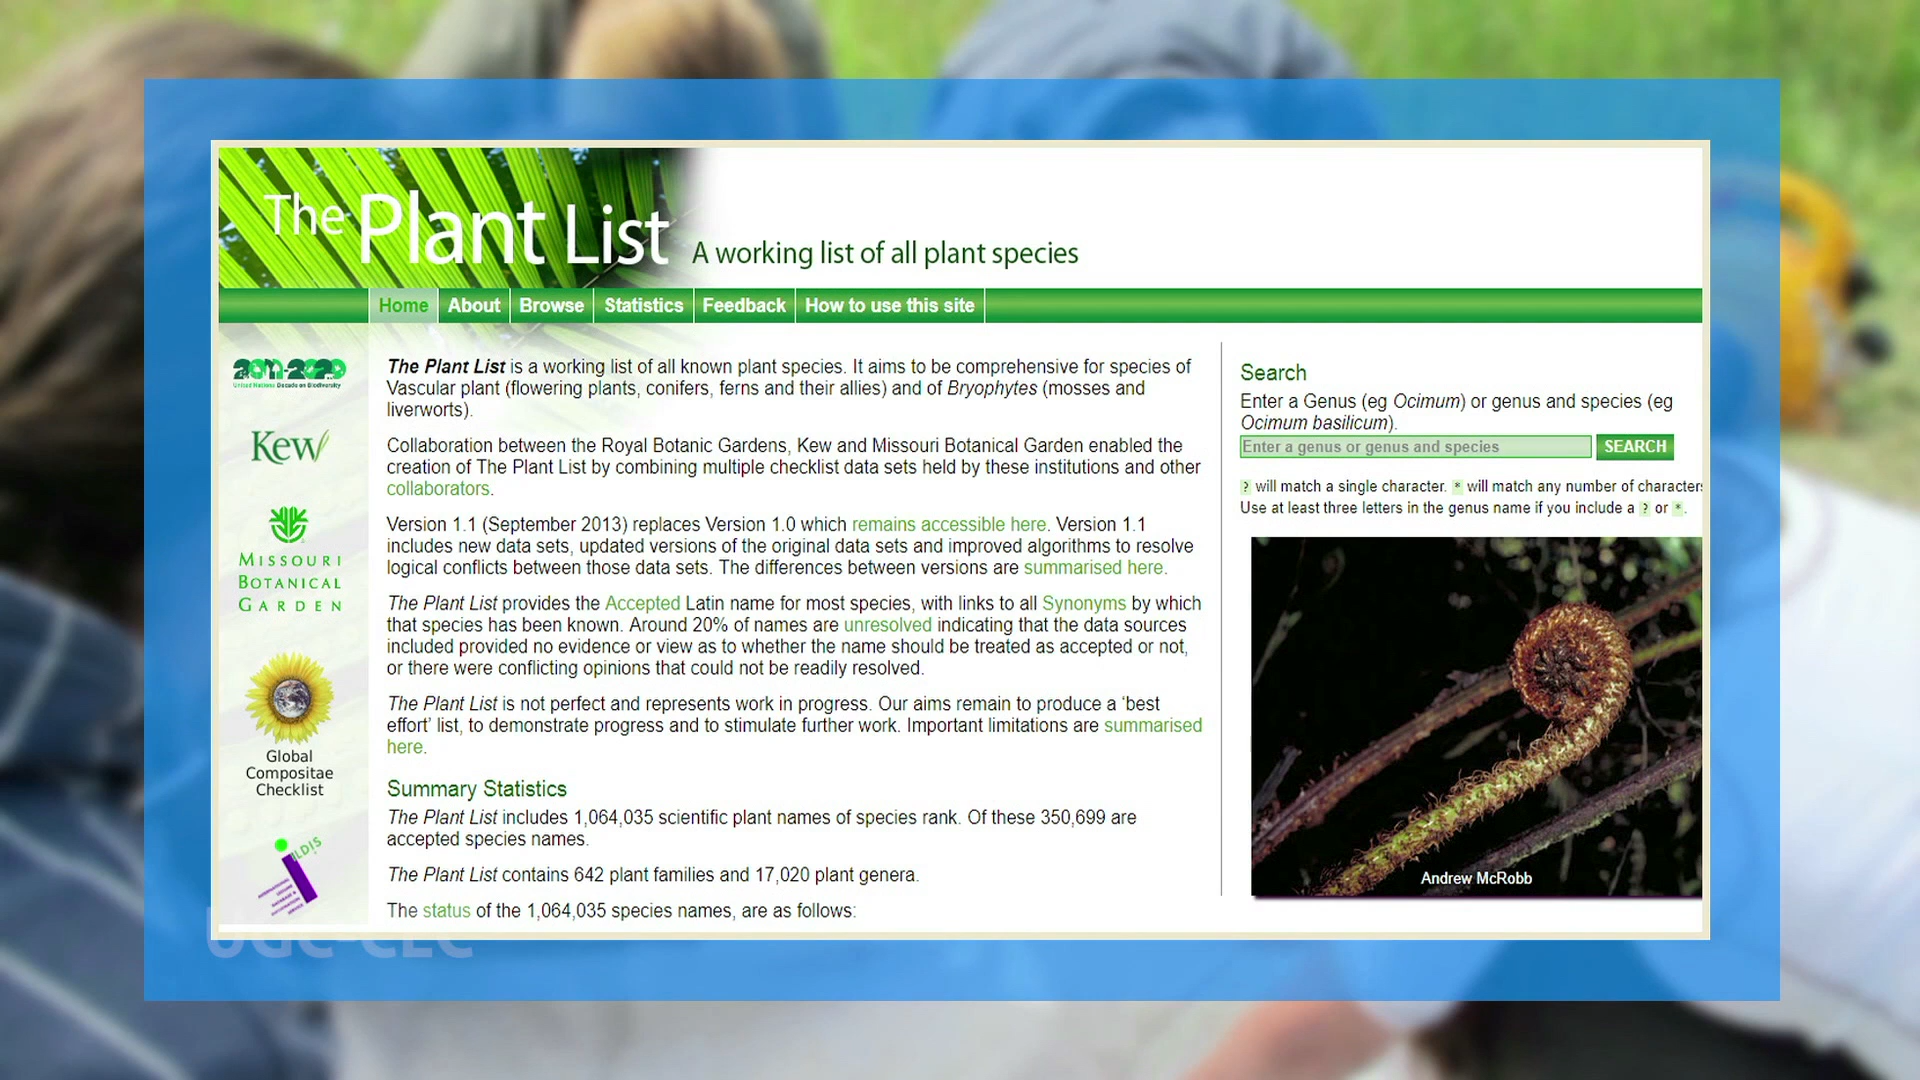 The Plant List A working list of all plant species
Home About Browse Statistics Feedback How to use this site
2011-2020
United Nations Decade on Biodiversity
Kew
MISSOURI
BOTANICAL
GARDEN
Global
Compositae
Checklist
ILDIS
The Plant List is a working list of all known plant species. It aims to be comprehensive for species of
Vascular plant (flowering plants, conifers, ferns and their allies) and of Bryophytes (mosses and
liverworts).
Collaboration between the Royal Botanic Gardens, Kew and Missouri Botanical Garden enabled the
creation of The Plant List by combining multiple checklist data sets held by these institutions and other
collaborators.
Version 1.1 (September 2013) replaces Version 1.0 which remains accessible here. Version 1.1
includes new data sets, updated versions of the original data sets and improved algorithms to resolve
logical conflicts between those data sets. The differences between versions are summarised here.
The Plant List provides the Accepted Latin name for most species, with links to all Synonyms by which
that species has been known. Around 20% of names are unresolved indicating that the data sources
included provided no evidence or view as to whether the name should be treated as accepted or not,
or there were conflicting opinions that could not be readily resolved.
The Plant List is not perfect and represents work in progress. Our aims remain to produce a ‘best
effort’ list, to demonstrate progress and to stimulate further work. Important limitations are summarised
here.
Summary Statistics
The Plant List includes 1,064,035 scientific plant names of species rank. Of these 350,699 are
accepted species names.
The Plant List contains 642 plant families and 17,020 plant genera.
The status of the 1,064,035 species names, are as follows:
Search
Enter a Genus (eg Ocimum) or genus and species (eg
Ocimum basilicum).
Enter a genus or genus and species SEARCH
? will match a single character. * will match any number of characters
Use at least three letters in the genus name if you include a ? or *.
Andrew McRobb
UGC-CEC